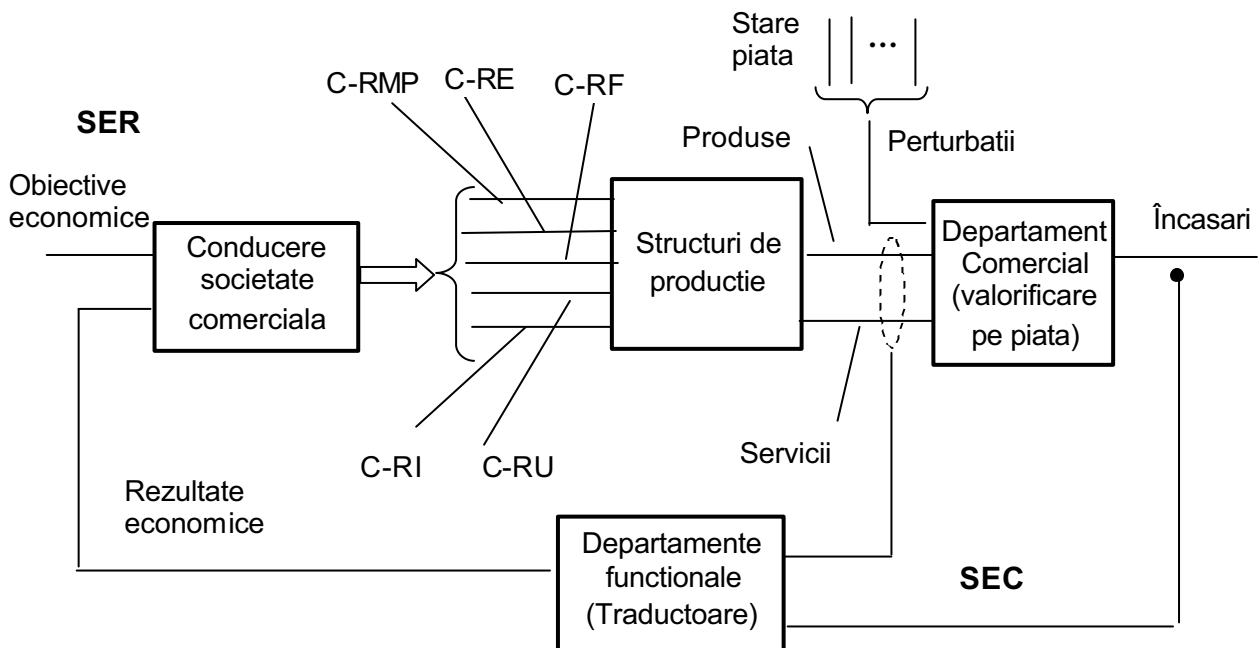 Stare
piata
...
C-RMP
C-RE
C-RF
SER
Produse
Perturbatii
Obiective
economice
Conducere
societate
comerciala
Structuri de
productie
Departament
Comercial
(valorificare
pe piata)
Încasari
C-RI
C-RU
Servicii
Rezultate
economice
Departamente
functionale
(Traductoare)
SEC